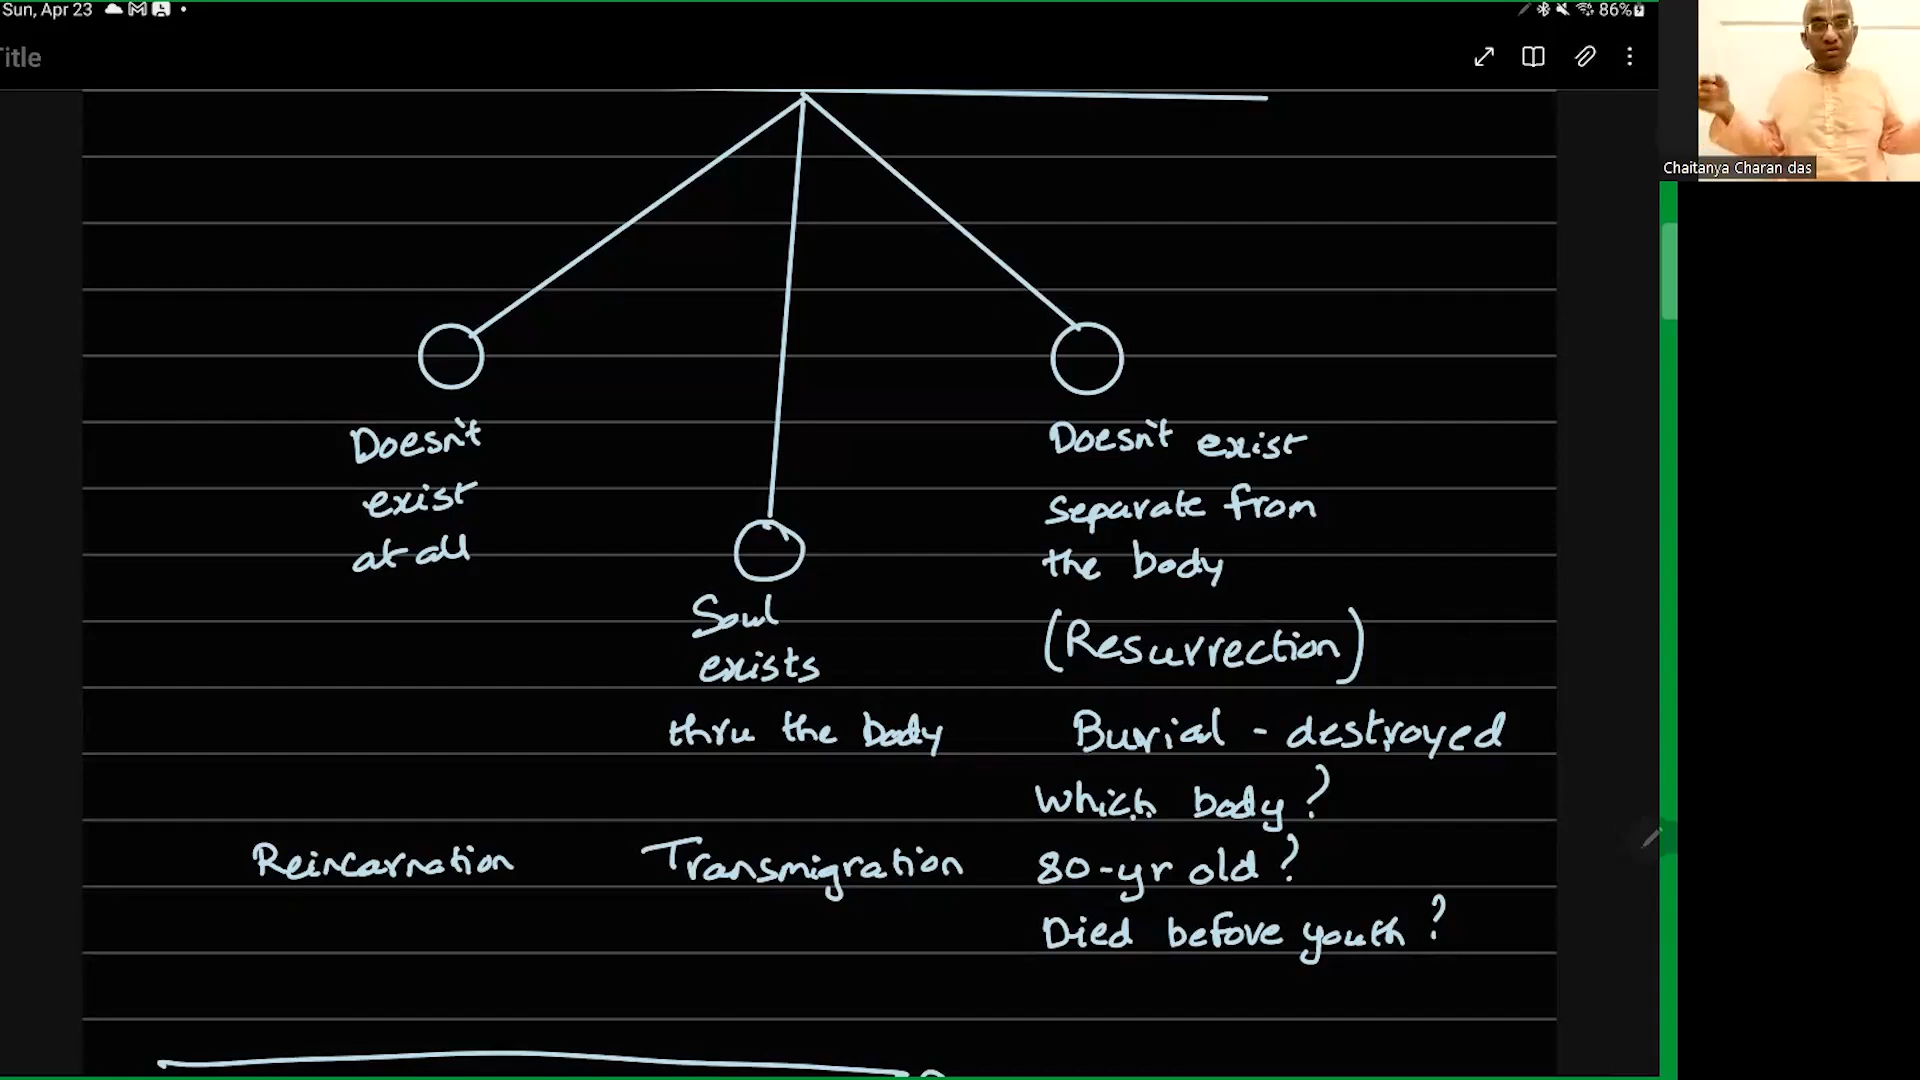 Sun, Apr 23
86%
Title
Chaitanya Charan das
Doesn't
exist
at all
Soul
exists
thru the body
Doesn't exist
separate from
the body
(Resurrection)
Burial - destroyed
Which body?
80-yr old?
Died before youth?
Reincarnation
Transmigration